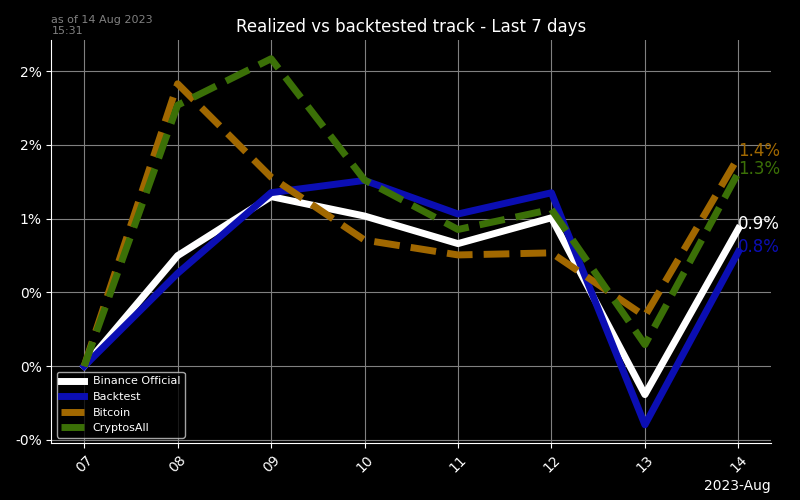 as of 14 Aug 2023
15:31
Realized vs backtested track - Last 7 days
2%
2%
1%
0%
0%
-0%
1.4%
1.3%
0.9%
0.8%
Binance Official
Backtest
Bitcoin
CryptosAll
07
08
09
10
11
12
13
14
2023-Aug